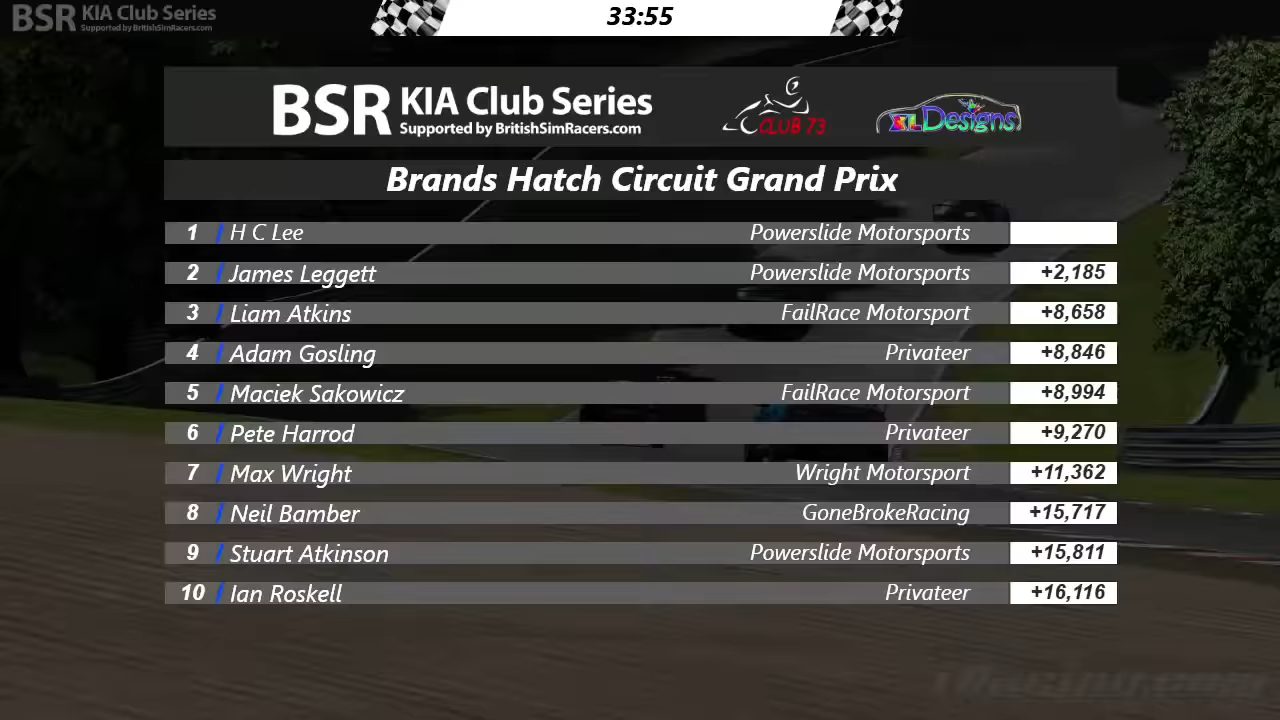 BSR KIA Club Series
Supported by BritishSimRacers.com
33:55
BSR KIA Club Series
Supported by BritishSimRacers.com
CLUB 73
XLDesigns
Brands Hatch Circuit Grand Prix
1 / H C Lee Powerslide Motorsports
2 / James Leggett Powerslide Motorsports +2,185
3 / Liam Atkins FailRace Motorsport +8,658
4 / Adam Gosling Privateer +8,846
5 / Maciek Sakowicz FailRace Motorsport +8,994
6 / Pete Harrod Privateer +9,270
7 / Max Wright Wright Motorsport +11,362
8 / Neil Bamber GoneBrokeRacing +15,717
9 / Stuart Atkinson Powerslide Motorsports +15,811
10 / Ian Roskell Privateer +16,116
iRacing.com